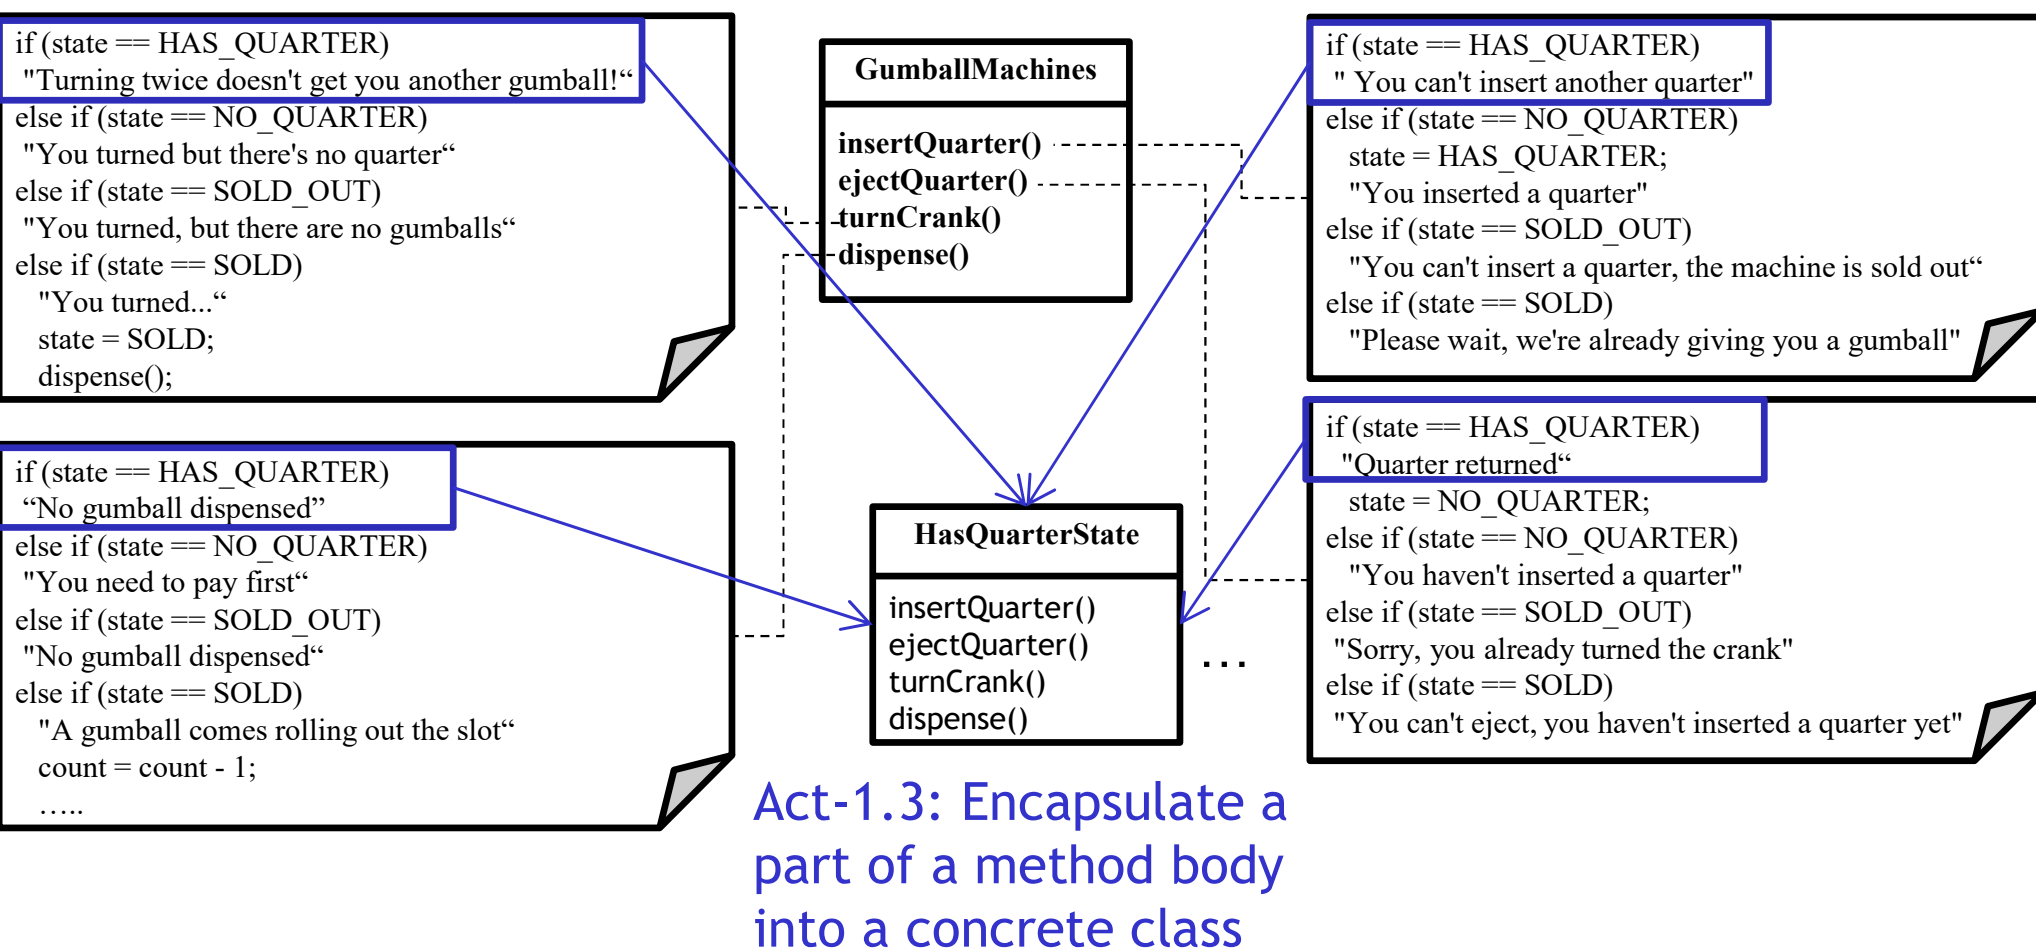 if (state == HAS_QUARTER)
"Turning twice doesn't get you another gumball!“
else if (state == NO_QUARTER)
"You turned but there's no quarter“
else if (state == SOLD_OUT)
"You turned, but there are no gumballs“
else if (state == SOLD)
"You turned...“
state = SOLD;
dispense();
if (state == HAS_QUARTER)
“No gumball dispensed”
else if (state == NO_QUARTER)
"You need to pay first“
else if (state == SOLD_OUT)
"No gumball dispensed“
else if (state == SOLD)
"A gumball comes rolling out the slot“
count = count - 1;
…..
GumballMachines
insertQuarter()
ejectQuarter()
turnCrank()
dispense()
HasQuarterState
insertQuarter()
ejectQuarter()
turnCrank()
dispense()
...
if (state == HAS_QUARTER)
" You can't insert another quarter"
else if (state == NO_QUARTER)
state = HAS_QUARTER;
"You inserted a quarter"
else if (state == SOLD_OUT)
"You can't insert a quarter, the machine is sold out“
else if (state == SOLD)
"Please wait, we're already giving you a gumball"
if (state == HAS_QUARTER)
"Quarter returned“
state = NO_QUARTER;
else if (state == NO_QUARTER)
"You haven't inserted a quarter"
else if (state == SOLD_OUT)
"Sorry, you already turned the crank"
else if (state == SOLD)
"You can't eject, you haven't inserted a quarter yet"
Act-1.3: Encapsulate a
part of a method body
into a concrete class